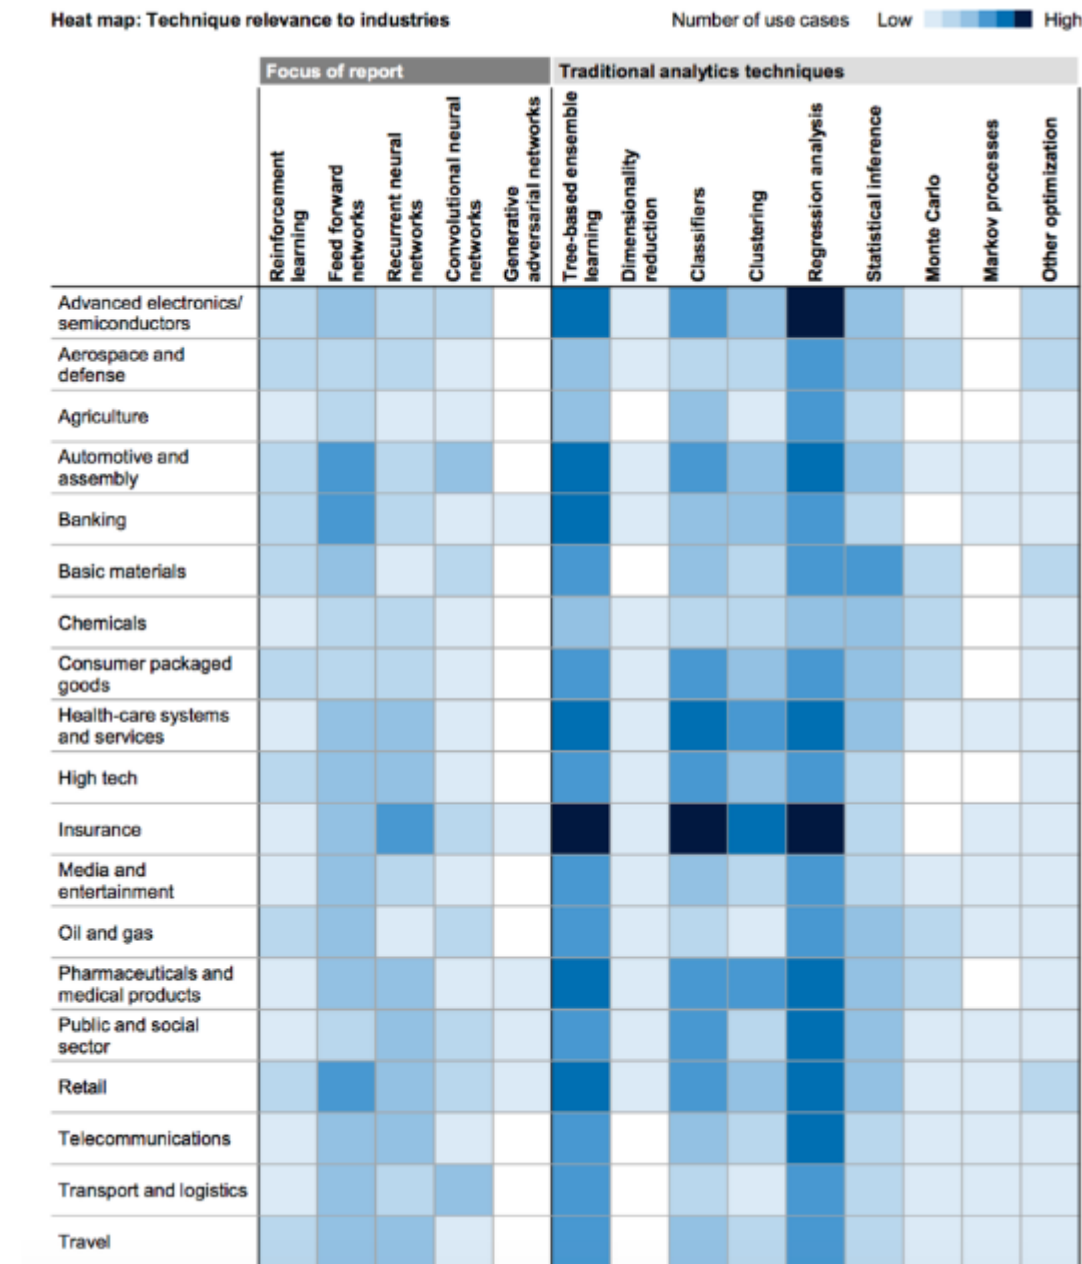 Heat map: Technique relevance to industries
Number of use cases Low High
Focus of report
Traditional analytics techniques
Reinforcement
learning
Feed forward
networks
Recurrent neural
networks
Convolutional neural
networks
Generative
adversarial networks
Tree-based ensemble
learning
Dimensionality
reduction
Classifiers
Clustering
Regression analysis
Statistical inference
Monte Carlo
Markov processes
Other optimization
Advanced electronics/
semiconductors
Aerospace and
defense
Agriculture
Automotive and
assembly
Banking
Basic materials
Chemicals
Consumer packaged
goods
Health-care systems
and services
High tech
Insurance
Media and
entertainment
Oil and gas
Pharmaceuticals and
medical products
Public and social
sector
Retail
Telecommunications
Transport and logistics
Travel